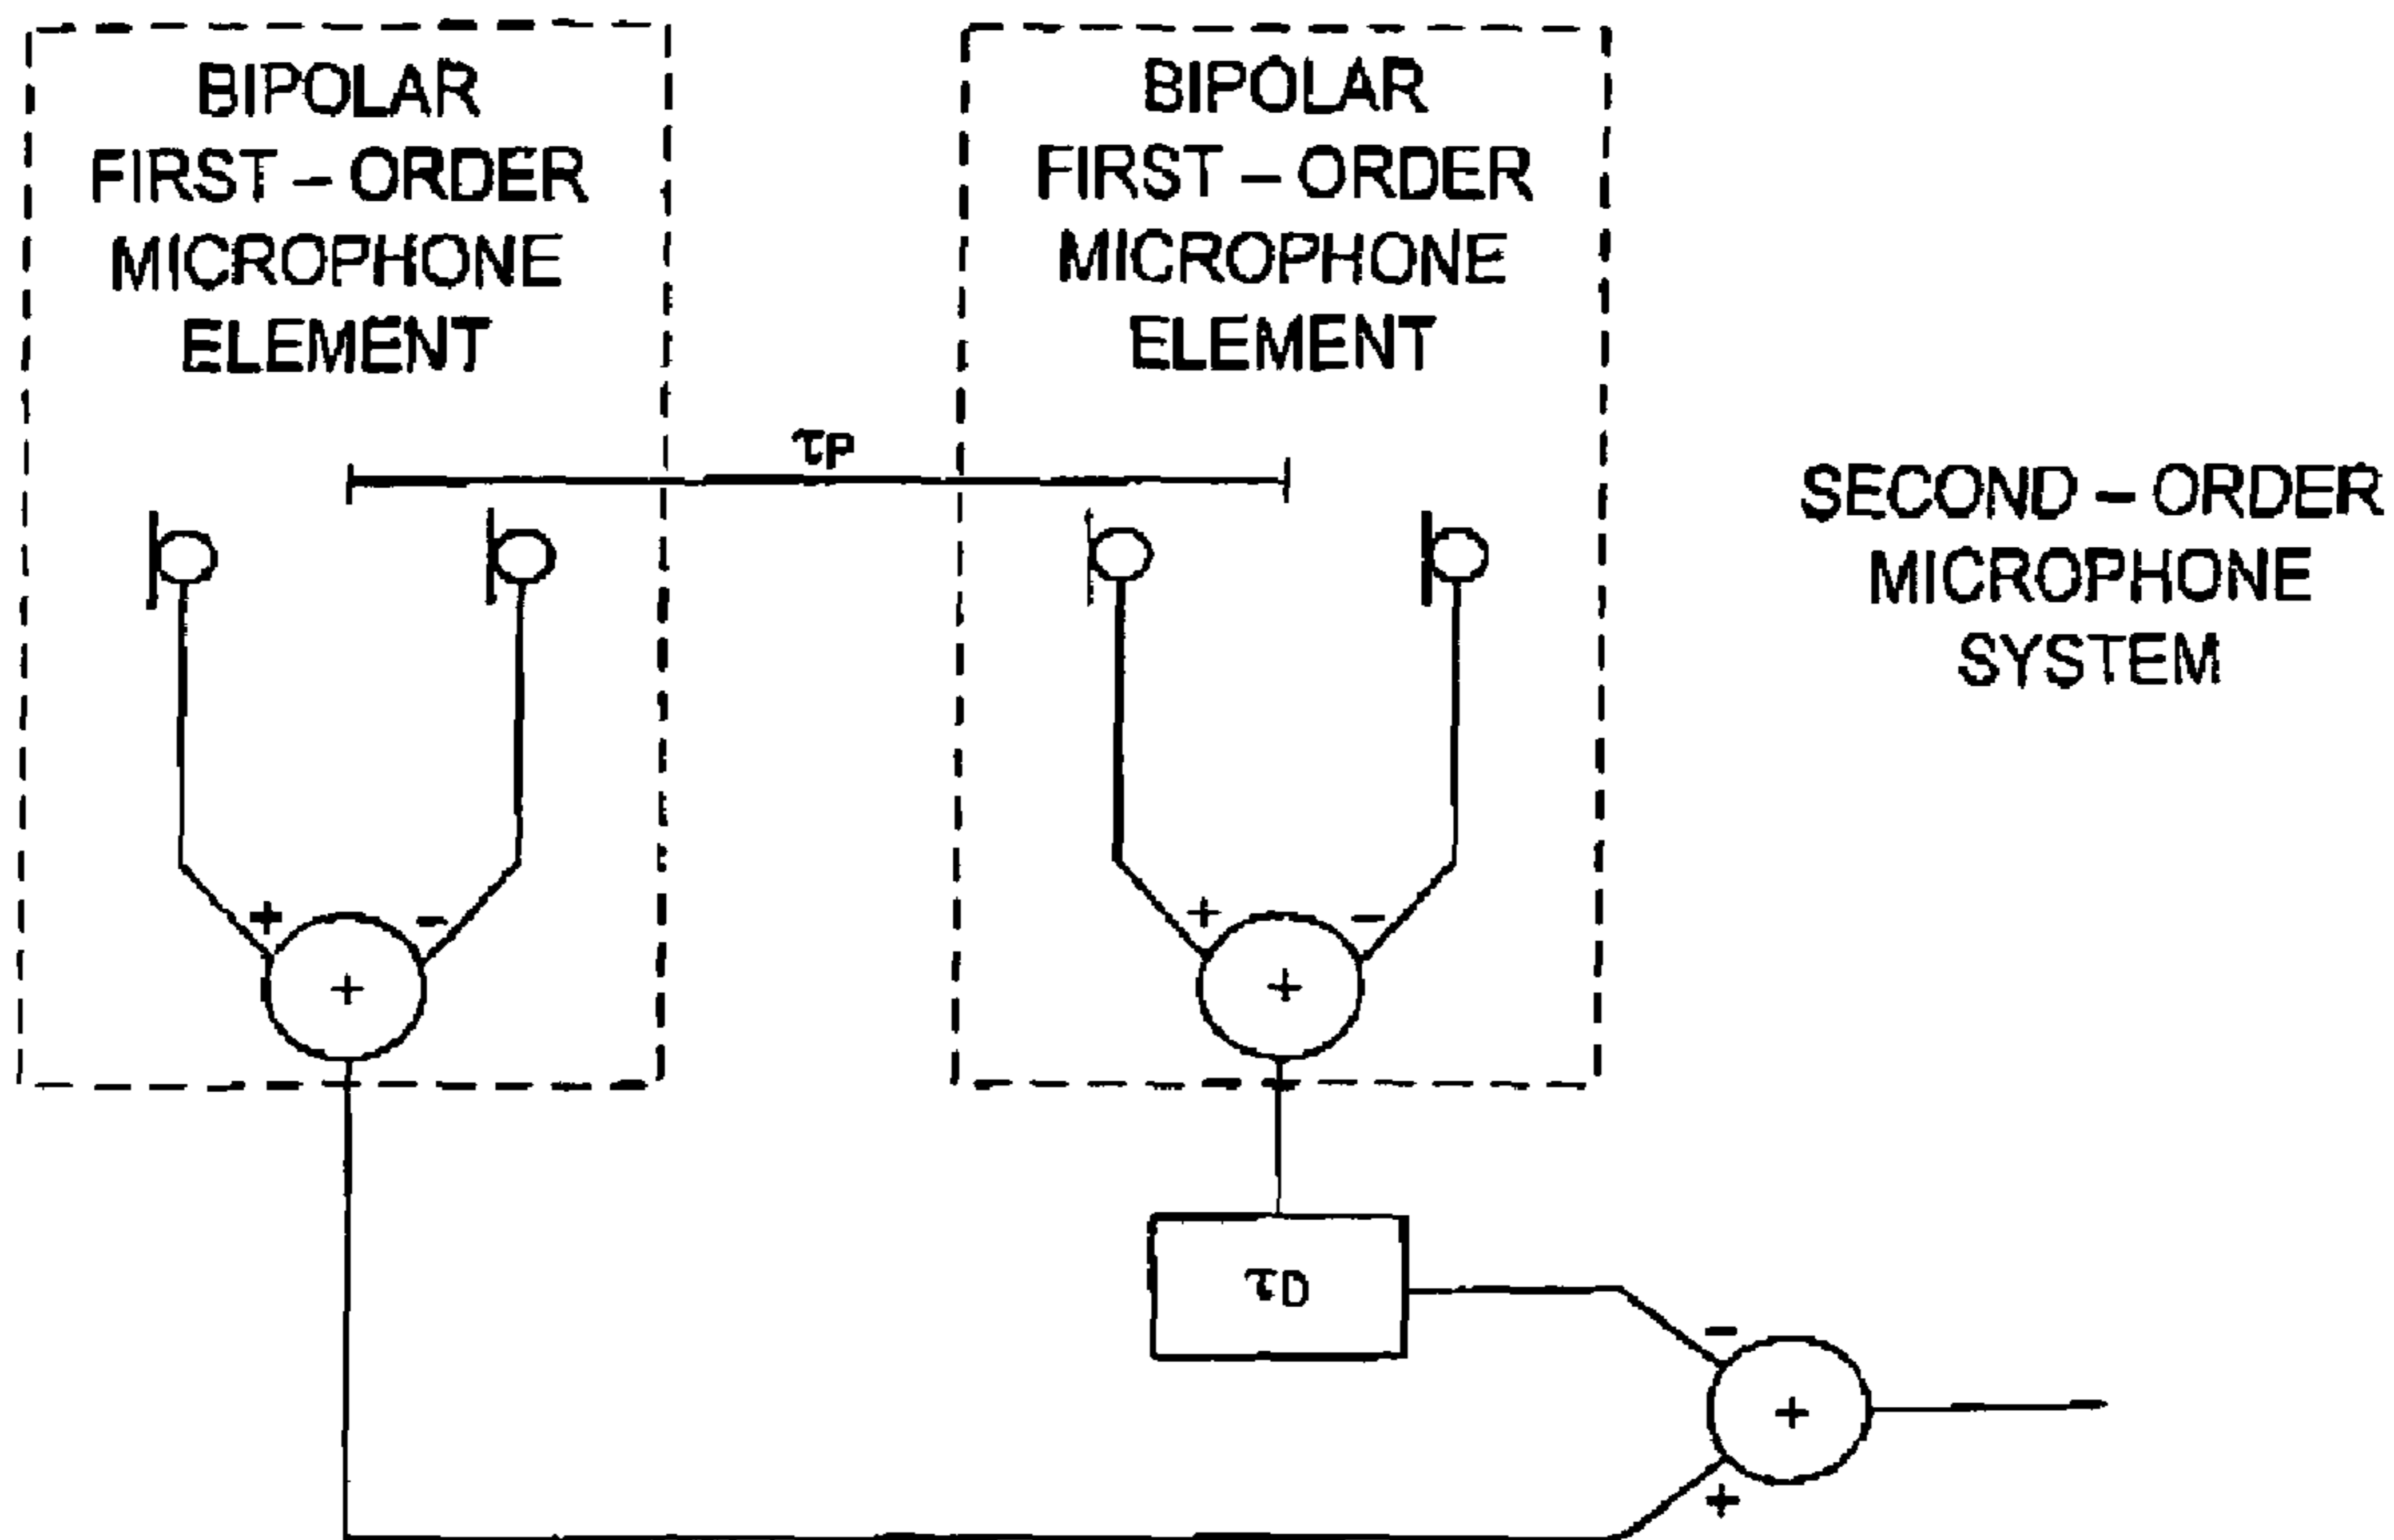 BIPOLAR
FIRST – ORDER
MICROPHONE
ELEMENT
BIPOLAR
FIRST – ORDER
MICROPHONE
ELEMENT
τP
SECOND – ORDER
MICROPHONE
SYSTEM
+ –
+
+ –
+
τD
–
+
+